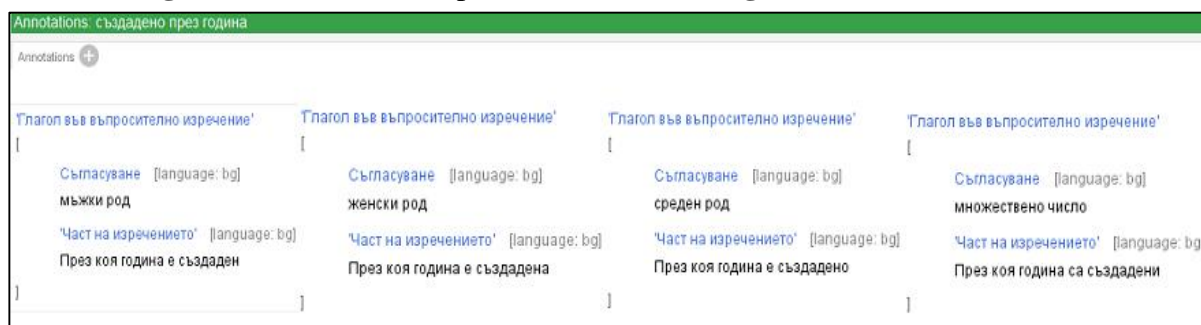 Annotations: създадено през година
Annotations
'Глагол във въпросително изречение'
[
Съгласуване [language: bg]
мъжки род
'Част на изречението' [language: bg]
През коя година е създаден
]
'Глагол във въпросително изречение'
[
Съгласуване [language: bg]
женски род
'Част на изречението' [language: bg]
През коя година е създадена
]
'Глагол във въпросително изречение'
[
Съгласуване [language: bg]
среден род
'Част на изречението' [language: bg]
През коя година е създадено
]
'Глагол във въпросително изречение'
[
Съгласуване [language: bg]
множествено число
'Част на изречението' [language: bg
През коя година са създадени
]